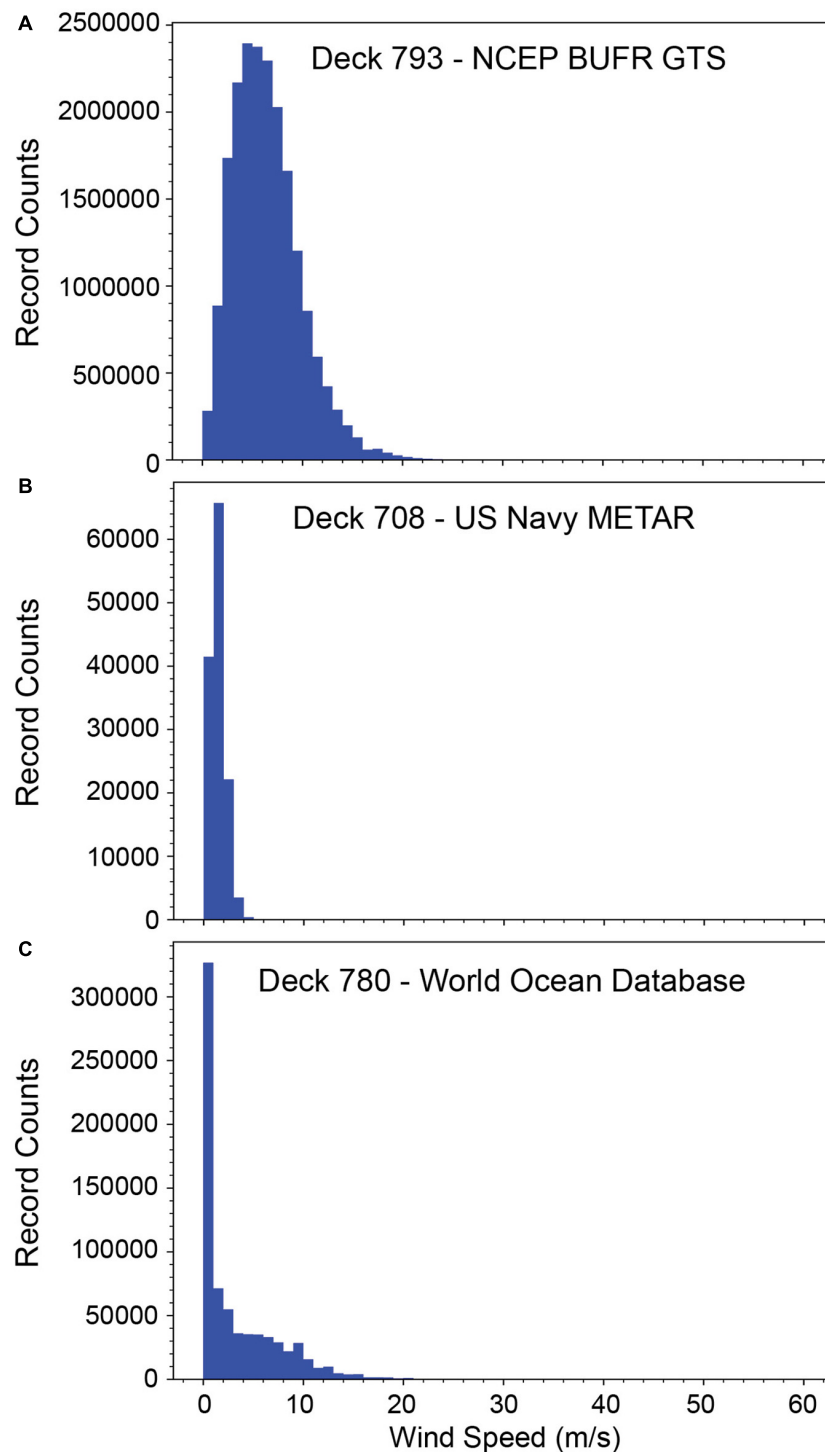 A
Deck 793 - NCEP BUFR GTS
Record Counts
2500000
2000000
1500000
1000000
500000
0
B
Deck 708 - US Navy METAR
Record Counts
60000
50000
40000
30000
20000
10000
0
C
Deck 780 - World Ocean Database
Record Counts
300000
250000
200000
150000
100000
50000
0
0 10 20 30 40 50 60
Wind Speed (m/s)